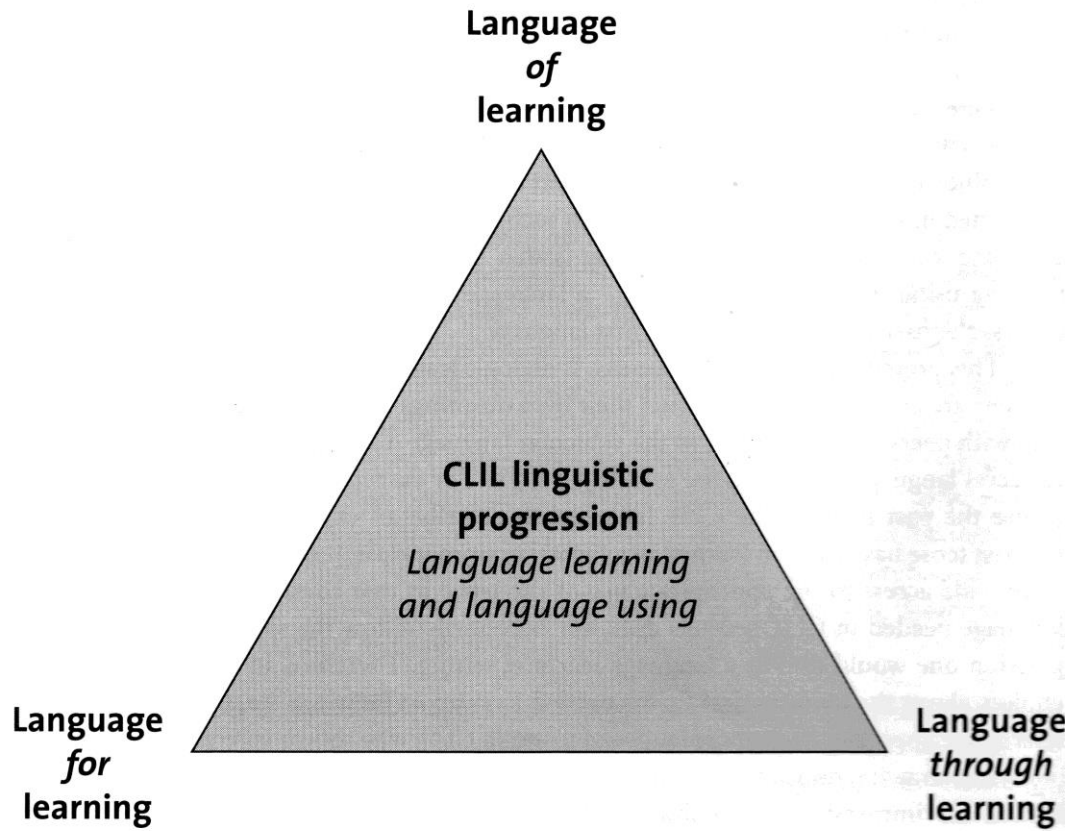 Language
of
learning
CLIL linguistic
progression
Language learning
and language using
Language
for
learning
Language
through
learning